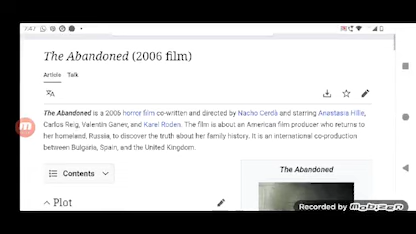 7:47
The Abandoned (2006 film)
Article Talk
The Abandoned is a 2006 horror film co-written and directed by Nacho Cerdà and starring Anastasia Hille,
Carlos Reig, Valentin Ganev, and Karel Roden. The film is about an American film producer who returns to
her homeland, Russia, to discover the truth about her family history. It is an international co-production
between Bulgaria, Spain, and the United Kingdom.
Contents
The Abandoned
Plot
Recorded by Mobizen